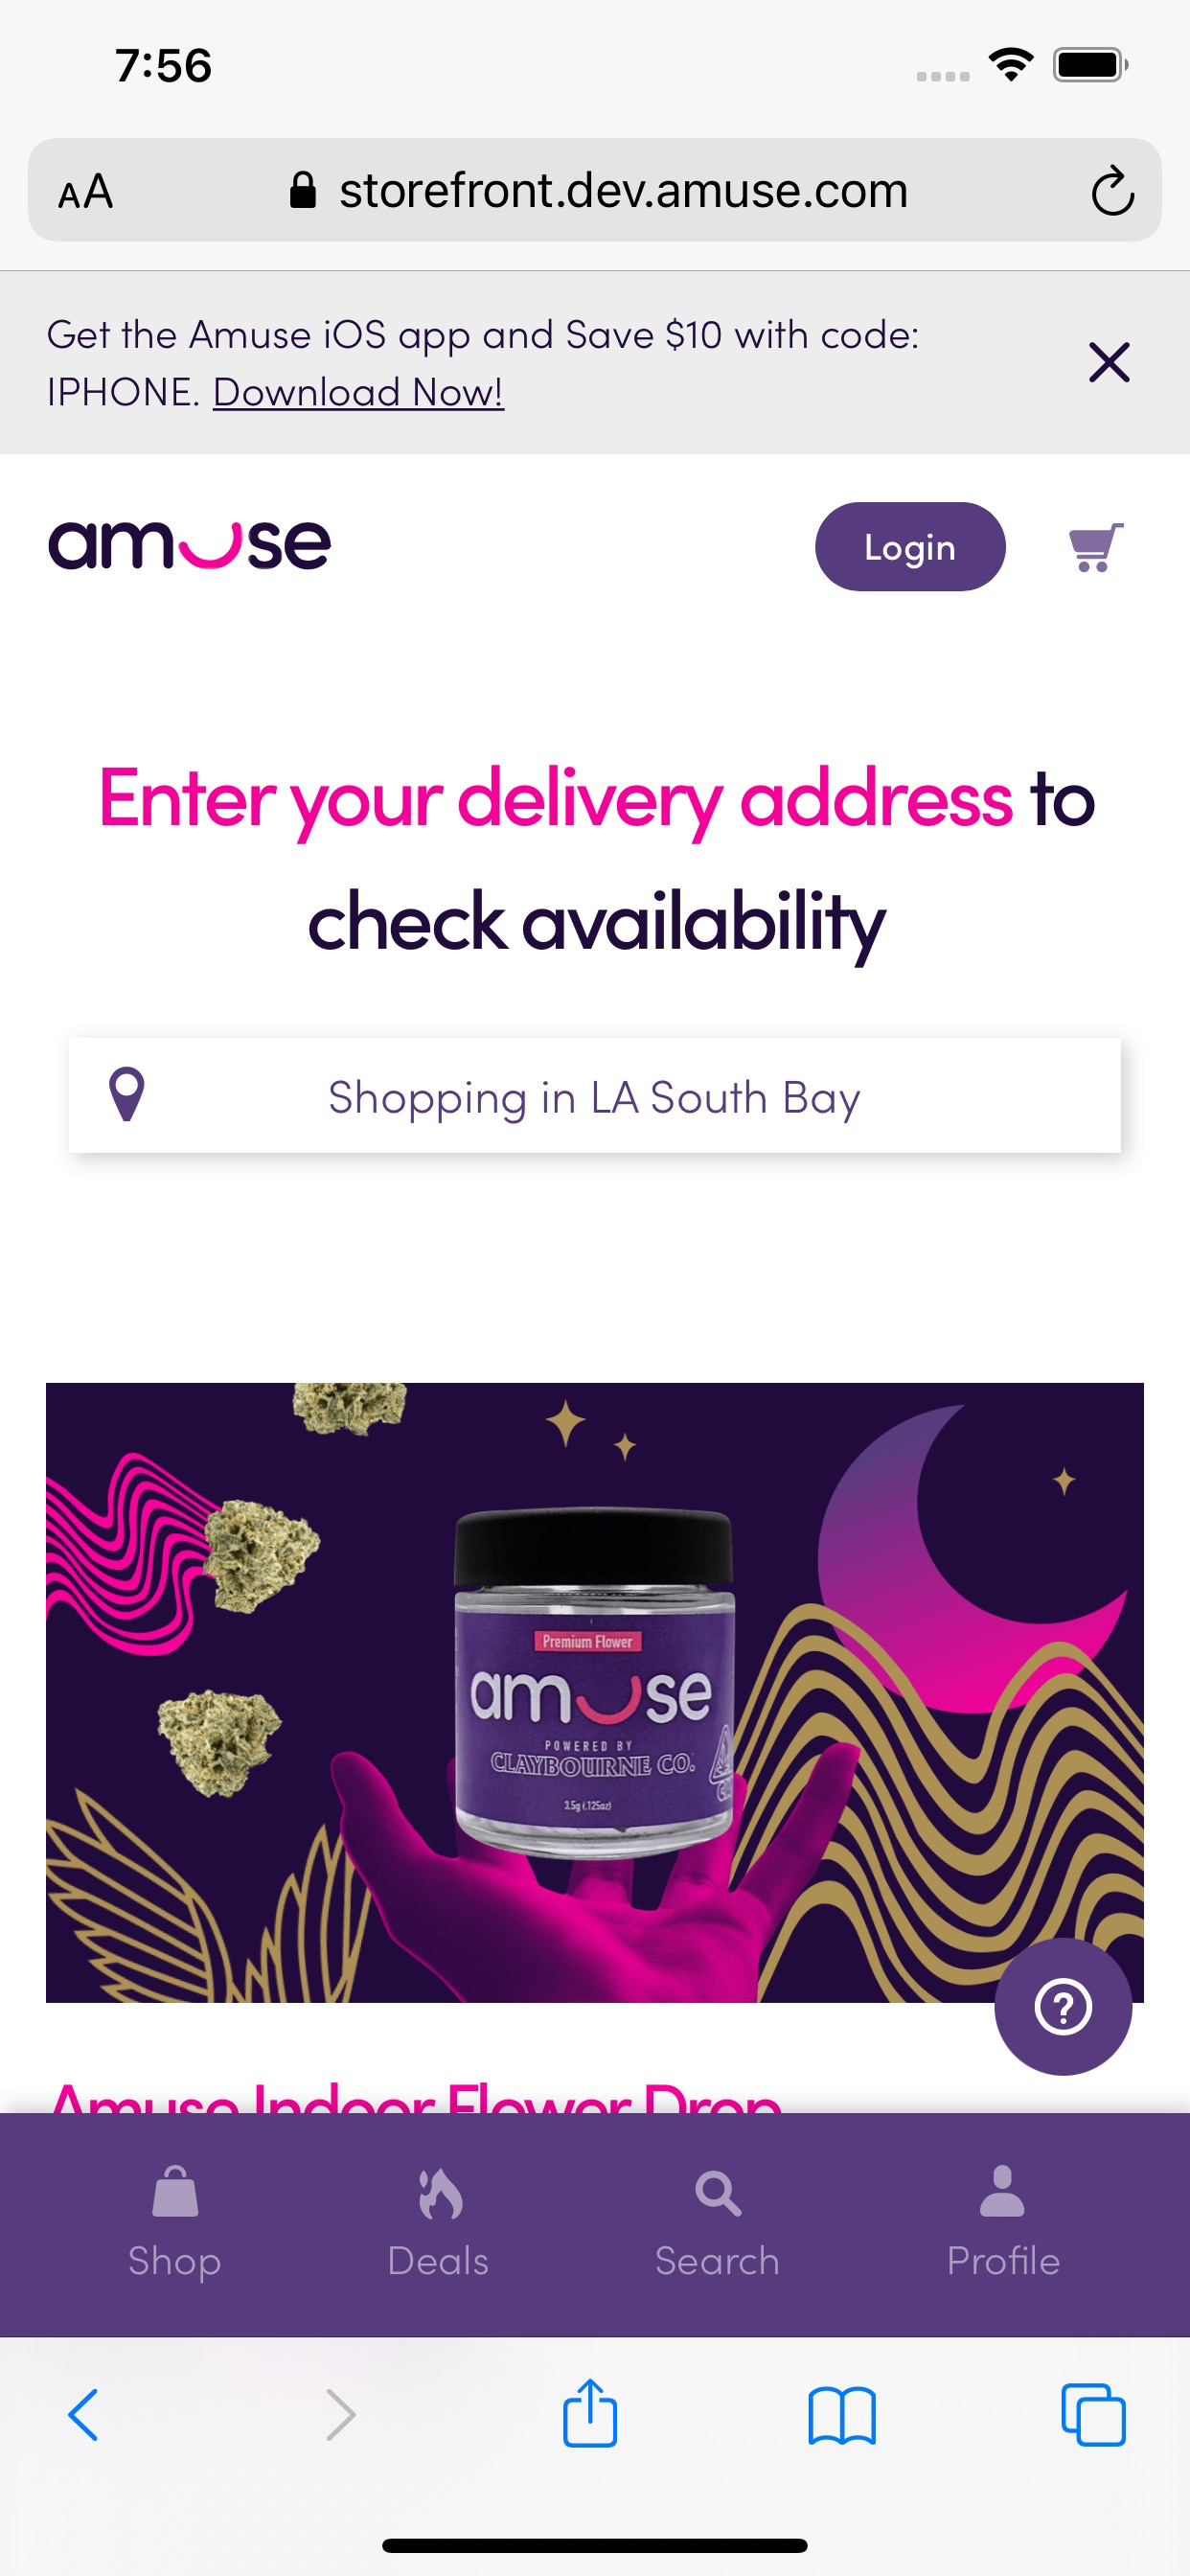 7:56
AA storefront.dev.amuse.com
Get the Amuse iOS app and Save $10 with code:
IPHONE. Download Now!
amuse
Login
Enter your delivery address to
check availability
Shopping in LA South Bay
Premium Flower
amuse
POWERED BY
CLAYBOURNE CO.
3.5g (.125oz)
Amuse Indoor Flower Drop
Shop Deals Search Profile